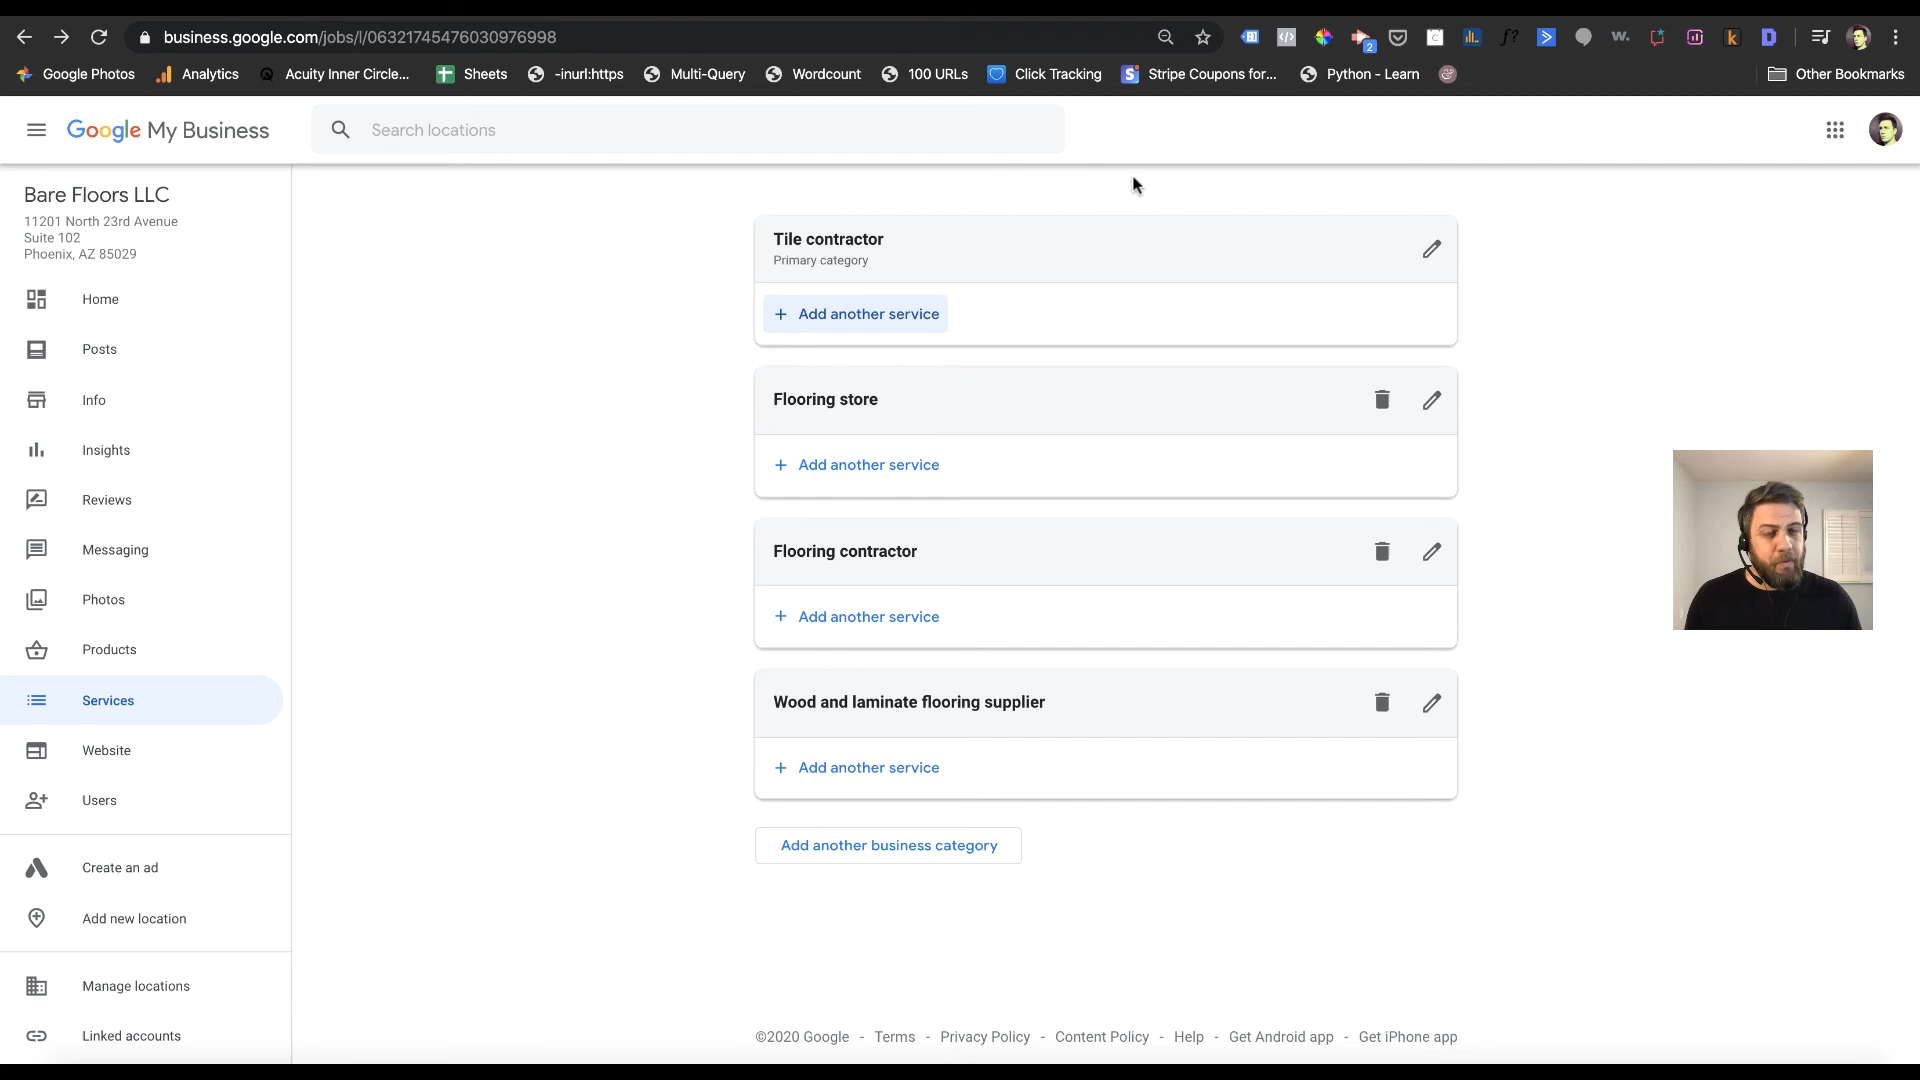 business.google.com/jobs/l/06321745476030976998
2
Google Photos
Analytics
Acuity Inner Circle...
Sheets
-inurl:https
Multi-Query
Wordcount
100 URLs
Click Tracking
Stripe Coupons for...
Python - Learn
Other Bookmarks
Google My Business
Search locations
Bare Floors LLC
11201 North 23rd Avenue
Suite 102
Phoenix, AZ 85029
Home
Posts
Info
Insights
Reviews
Messaging
Photos
Products
Services
Website
Users
Create an ad
Add new location
Manage locations
Linked accounts
Tile contractor
Primary category
+ Add another service
Flooring store
+ Add another service
Flooring contractor
+ Add another service
Wood and laminate flooring supplier
+ Add another service
Add another business category
©2020 Google - Terms - Privacy Policy - Content Policy - Help - Get Android app - Get iPhone app